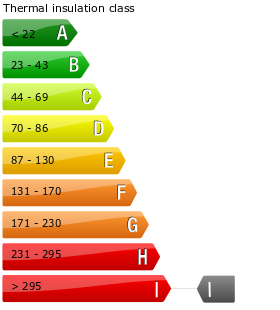 Thermal insulation class
< 22 A
23 - 43 B
44 - 69 C
70 - 86 D
87 - 130 E
131 - 170 F
171 - 230 G
231 - 295 H
> 295 I I